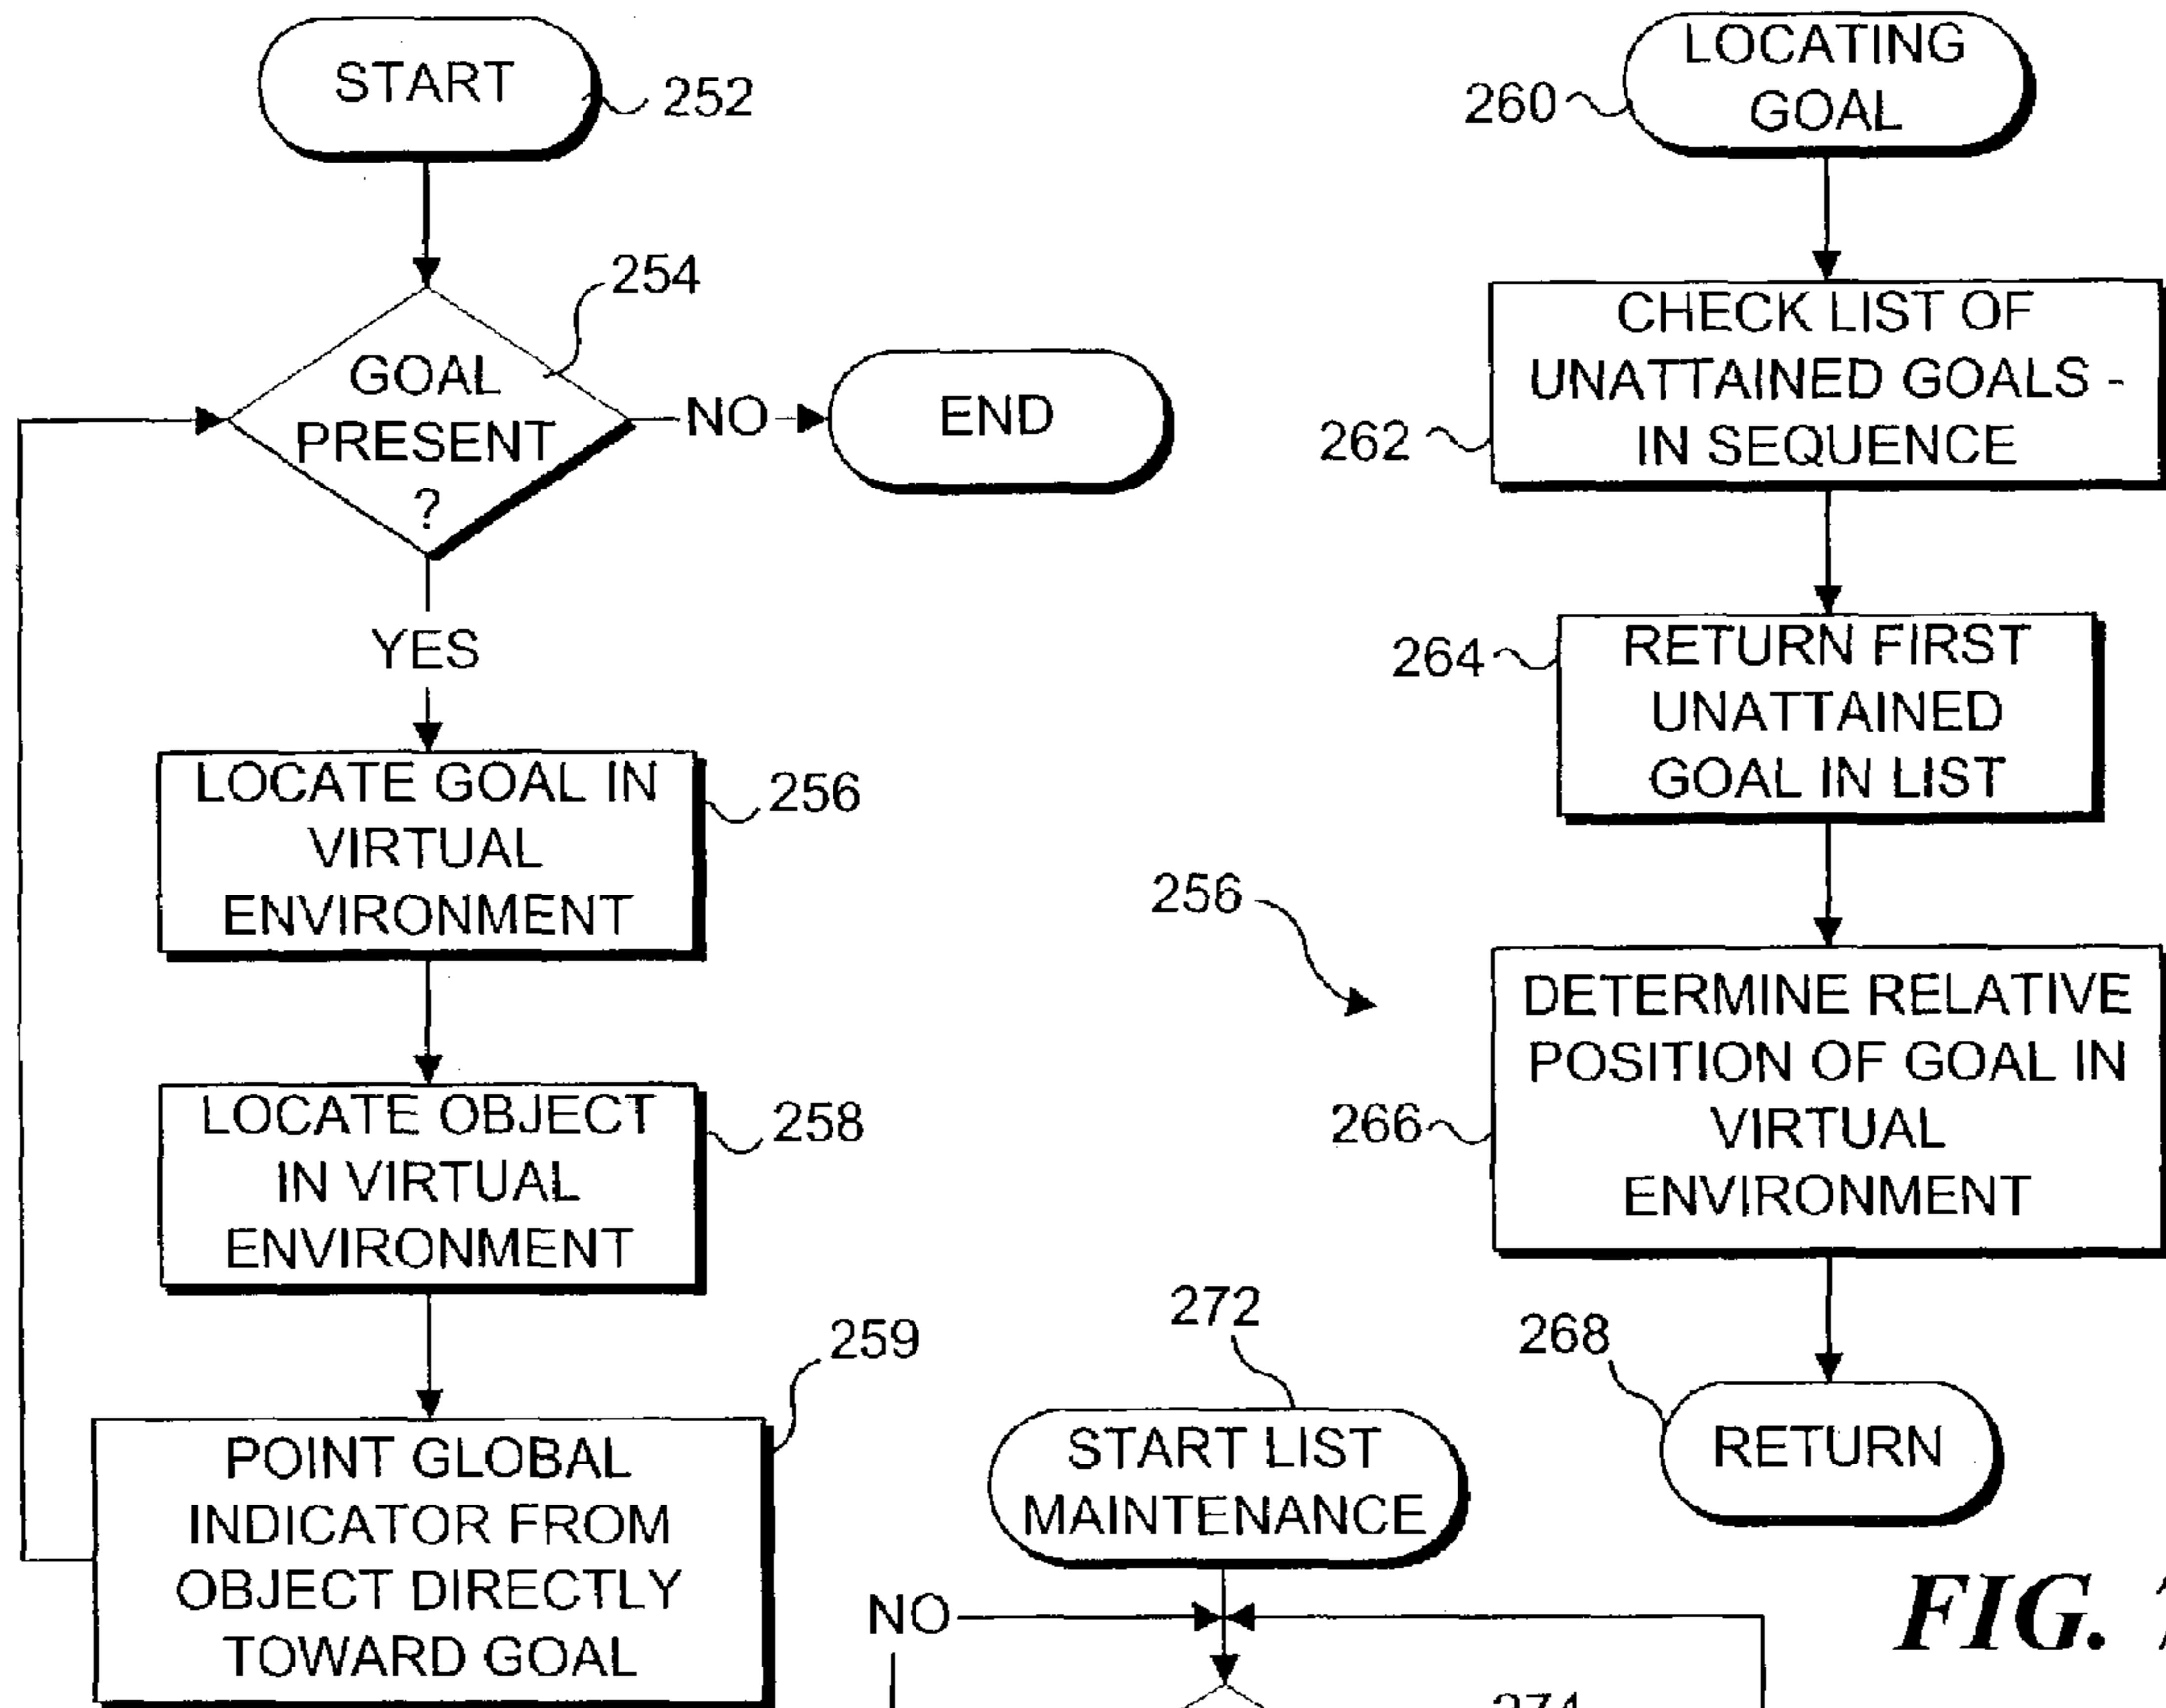 START
252
254
GOAL
PRESENT
?
NO
END
YES
LOCATE GOAL IN
VIRTUAL
ENVIRONMENT
256
LOCATE OBJECT
IN VIRTUAL
ENVIRONMENT
258
259
POINT GLOBAL
INDICATOR FROM
OBJECT DIRECTLY
TOWARD GOAL
LOCATING
GOAL
260
CHECK LIST OF
UNATTAINED GOALS -
IN SEQUENCE
262
264
RETURN FIRST
UNATTAINED
GOAL IN LIST
256
DETERMINE RELATIVE
POSITION OF GOAL IN
VIRTUAL
ENVIRONMENT
266
268
RETURN
272
START LIST
MAINTENANCE
NO
FIG.